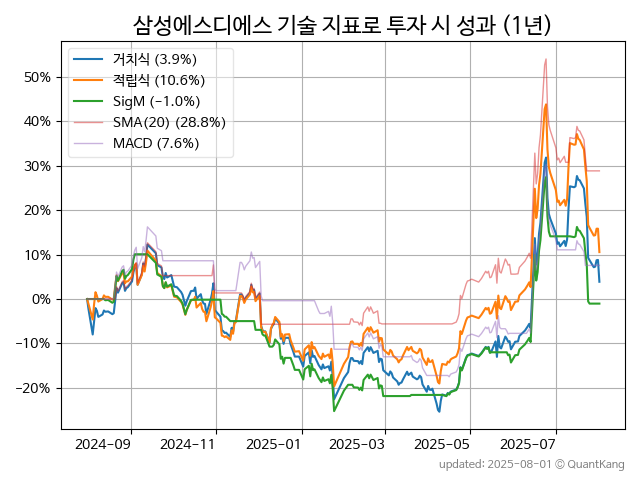 삼성에스디에스 기술 지표로 투자 시 성과 (1년)
거치식 (3.9%)
적립식 (10.6%)
SigM (−1.0%)
SMA(20) (28.8%)
MACD (7.6%)
50%
40%
30%
20%
10%
0%
−10%
−20%
2024-09 2024-11 2025-01 2025-03 2025-05 2025-07
updated: 2025-08-01 © QuantKang